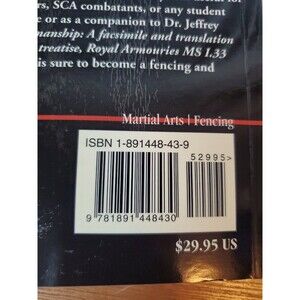 rs, SCA combatants, or any student
e or as a companion to Dr. Jeffrey
manship: A facsimile and translation
treatise, Royal Armouries MS I.33
is sure to become a fencing and
Martial Arts | Fencing
ISBN 1-891448-43-9
52995>
9 781891 448430
$29.95 US